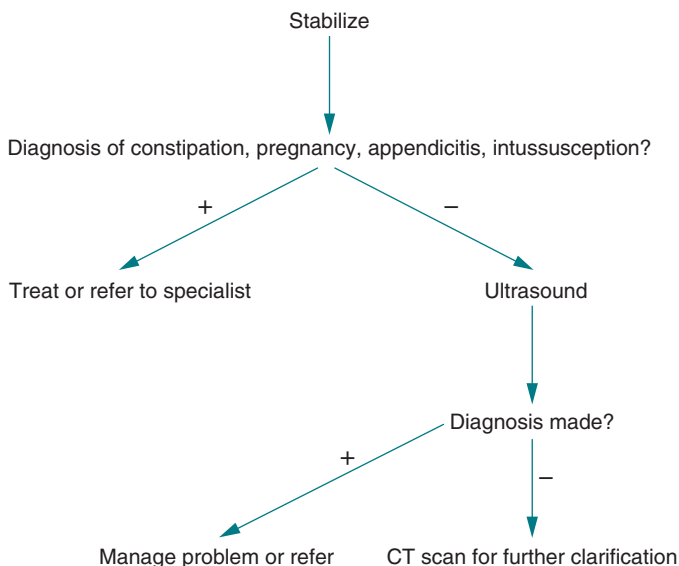 Stabilize
Diagnosis of constipation, pregnancy, appendicitis, intussusception?
+
−
Treat or refer to specialist
Ultrasound
Diagnosis made?
+
−
Manage problem or refer
CT scan for further clarification